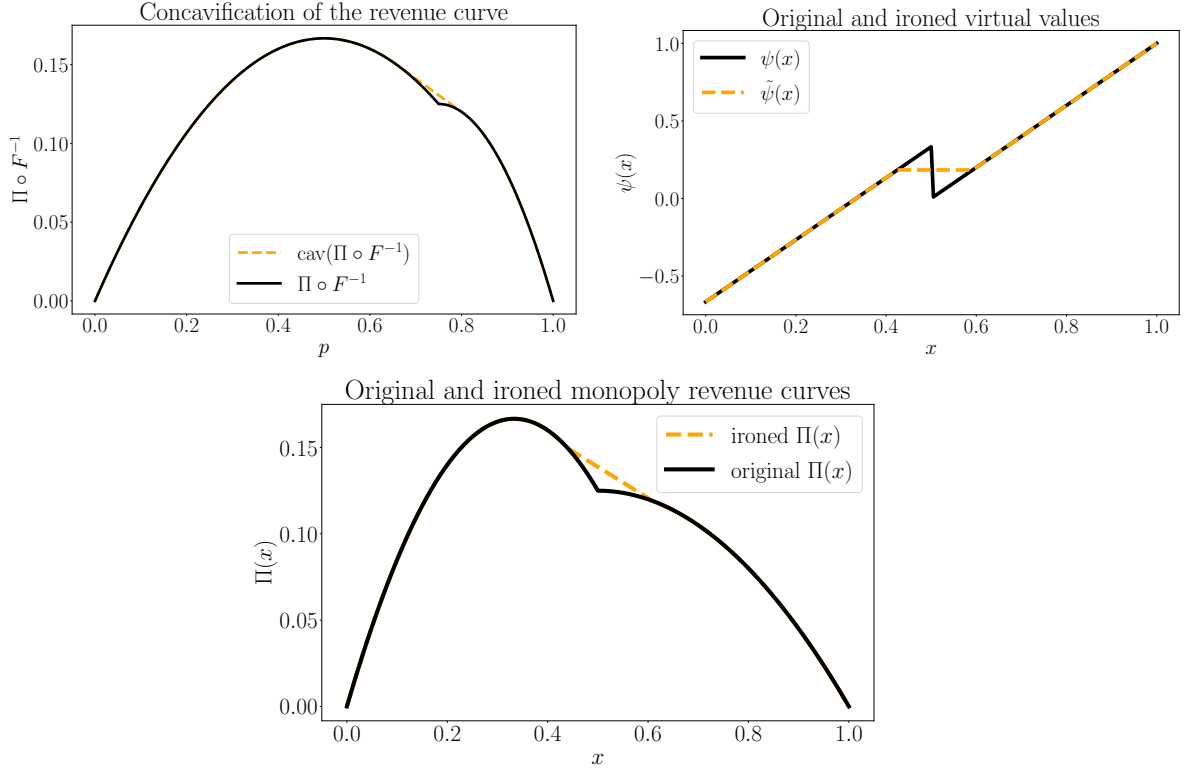 Concavification of the revenue curve
0.15
0.10
0.05
0.00
Π ∘ F⁻¹
cav(Π ∘ F⁻¹)
Π ∘ F⁻¹
0.0 0.2 0.4 0.6 0.8 1.0
p
Original and ironed virtual values
1.0
0.5
0.0
−0.5
ψ(x)
ψ(x)
ψ̃(x)
0.0 0.2 0.4 0.6 0.8 1.0
x
Original and ironed monopoly revenue curves
0.15
0.10
0.05
0.00
Π(x)
ironed Π(x)
original Π(x)
0.0 0.2 0.4 0.6 0.8 1.0
x